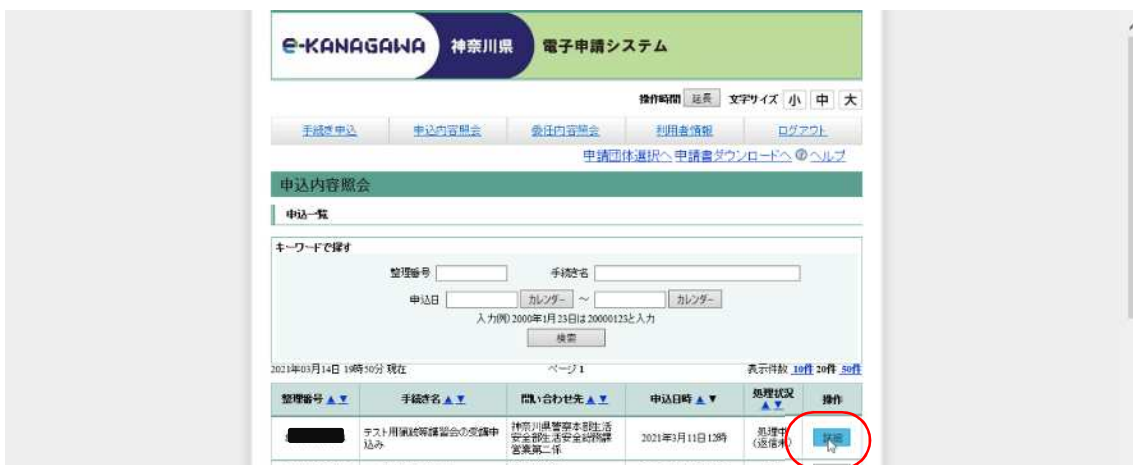 e-KANAGAWA 神奈川県 電子申請システム
操作時間 延長 文字サイズ 小 中 大
手続き申込 申込内容照会 委任内容照会 利用者情報 ログアウト
申請団体選択へ 申請書ダウンロードへ ヘルプ
申込内容照会
申込一覧
キーワードで探す
整理番号 手続き名
申込日 カレンダー ～ カレンダー
入力例) 2000年1月23日は20000123と入力
検索
2021年03月14日 19時50分 現在 ページ 1 表示件数 10件 20件 50件
整理番号 ▲ ▼ 手続き名 ▲ ▼ 問い合わせ先 ▲ ▼ 申込日時 ▲ ▼ 処理状況 ▲ ▼ 操作
テスト用猟銃等講習会の受講申込み
神奈川県警察本部生活安全部生活安全総務課営業第二係
2021年3月11日12時
処理中
(返信未)
詳細